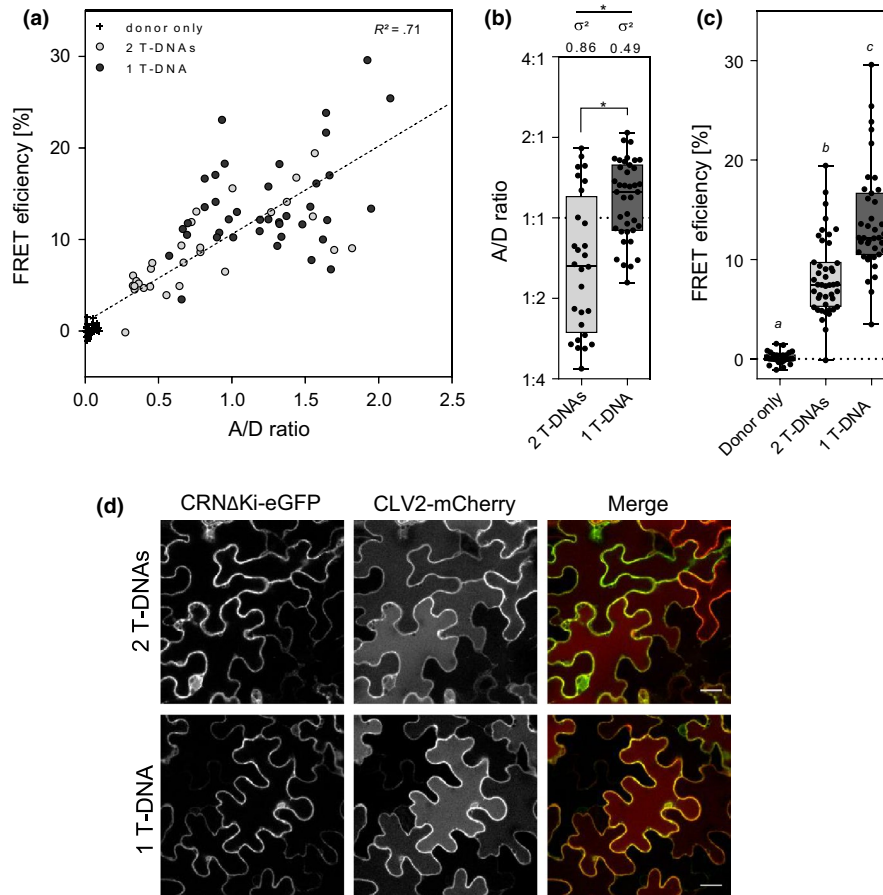 (a)
donor only
2 T-DNAs
1 T-DNA
R² = .71
FRET eficiency [%]
30
20
10
0
0.0 0.5 1.0 1.5 2.0 2.5
A/D ratio
(b)
*
σ² σ²
0.86 0.49
*
A/D ratio
4:1
2:1
1:1
1:2
1:4
2 T-DNAs
1 T-DNA
(c)
FRET eficiency [%]
30
20
10
0
a
b
c
Donor only
2 T-DNAs
1 T-DNA
(d)
CRNΔKi-eGFP CLV2-mCherry Merge
2 T-DNAs
1 T-DNA